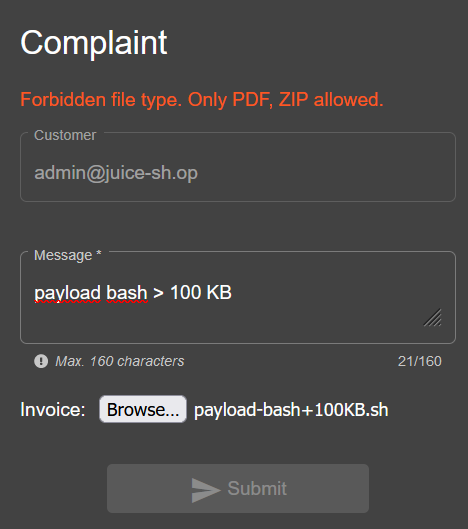 Complaint
Forbidden file type. Only PDF, ZIP allowed.
Customer
admin@juice-sh.op
Message *
payload bash > 100 KB
Max. 160 characters 21/160
Invoice: Browse... payload-bash+100KB.sh
Submit